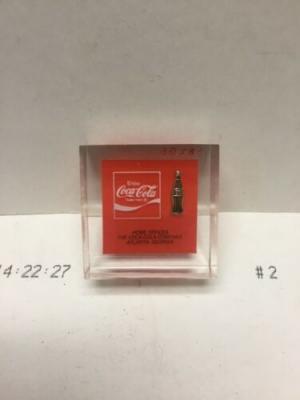 Enjoy
Coca-Cola
HOME OFFICES
THE COCA-COLA COMPANY
ATLANTA, GEORGIA
4:22:27
#2